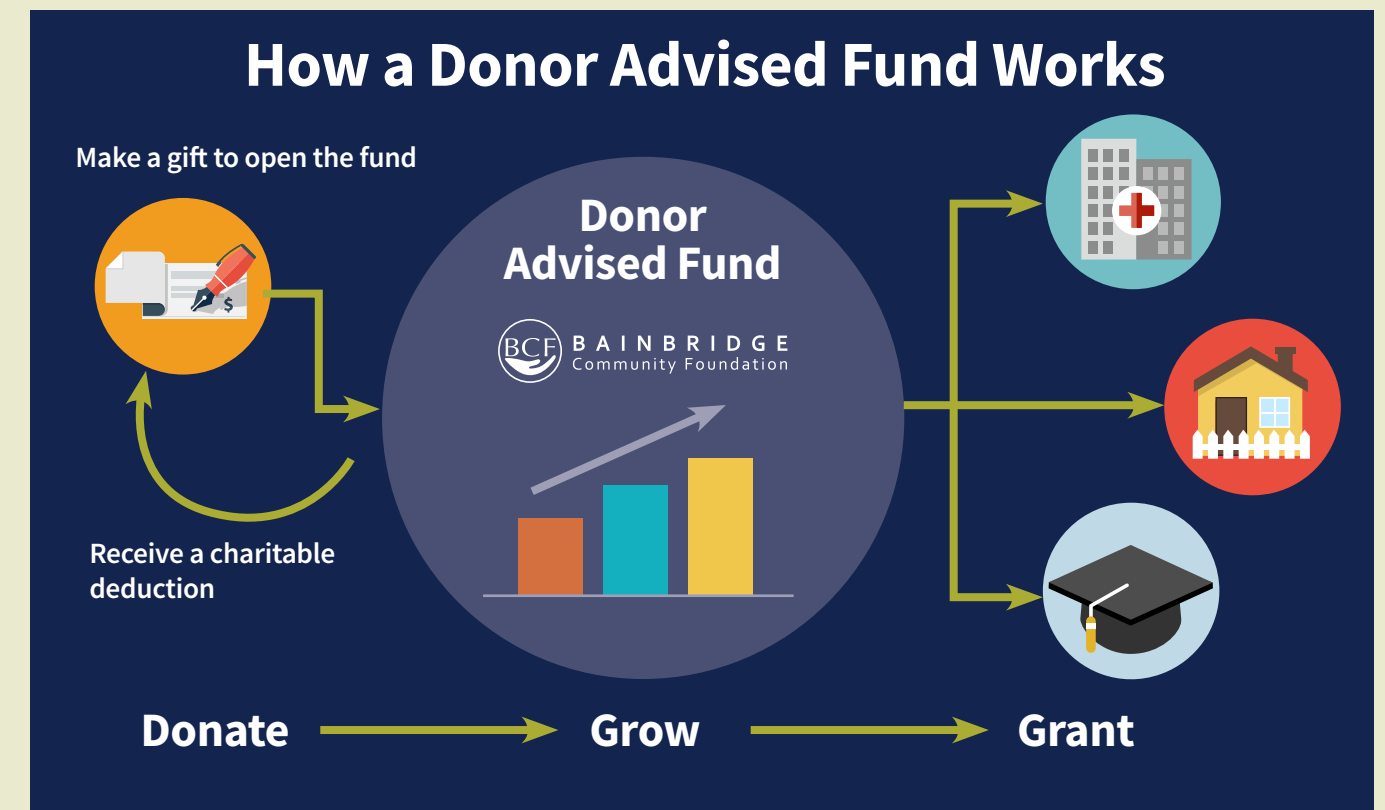 How a Donor Advised Fund Works
Make a gift to open the fund
$
Receive a charitable
deduction
Donor
Advised Fund
BCF
BAINBRIDGE
Community Foundation
Donate
Grow
Grant